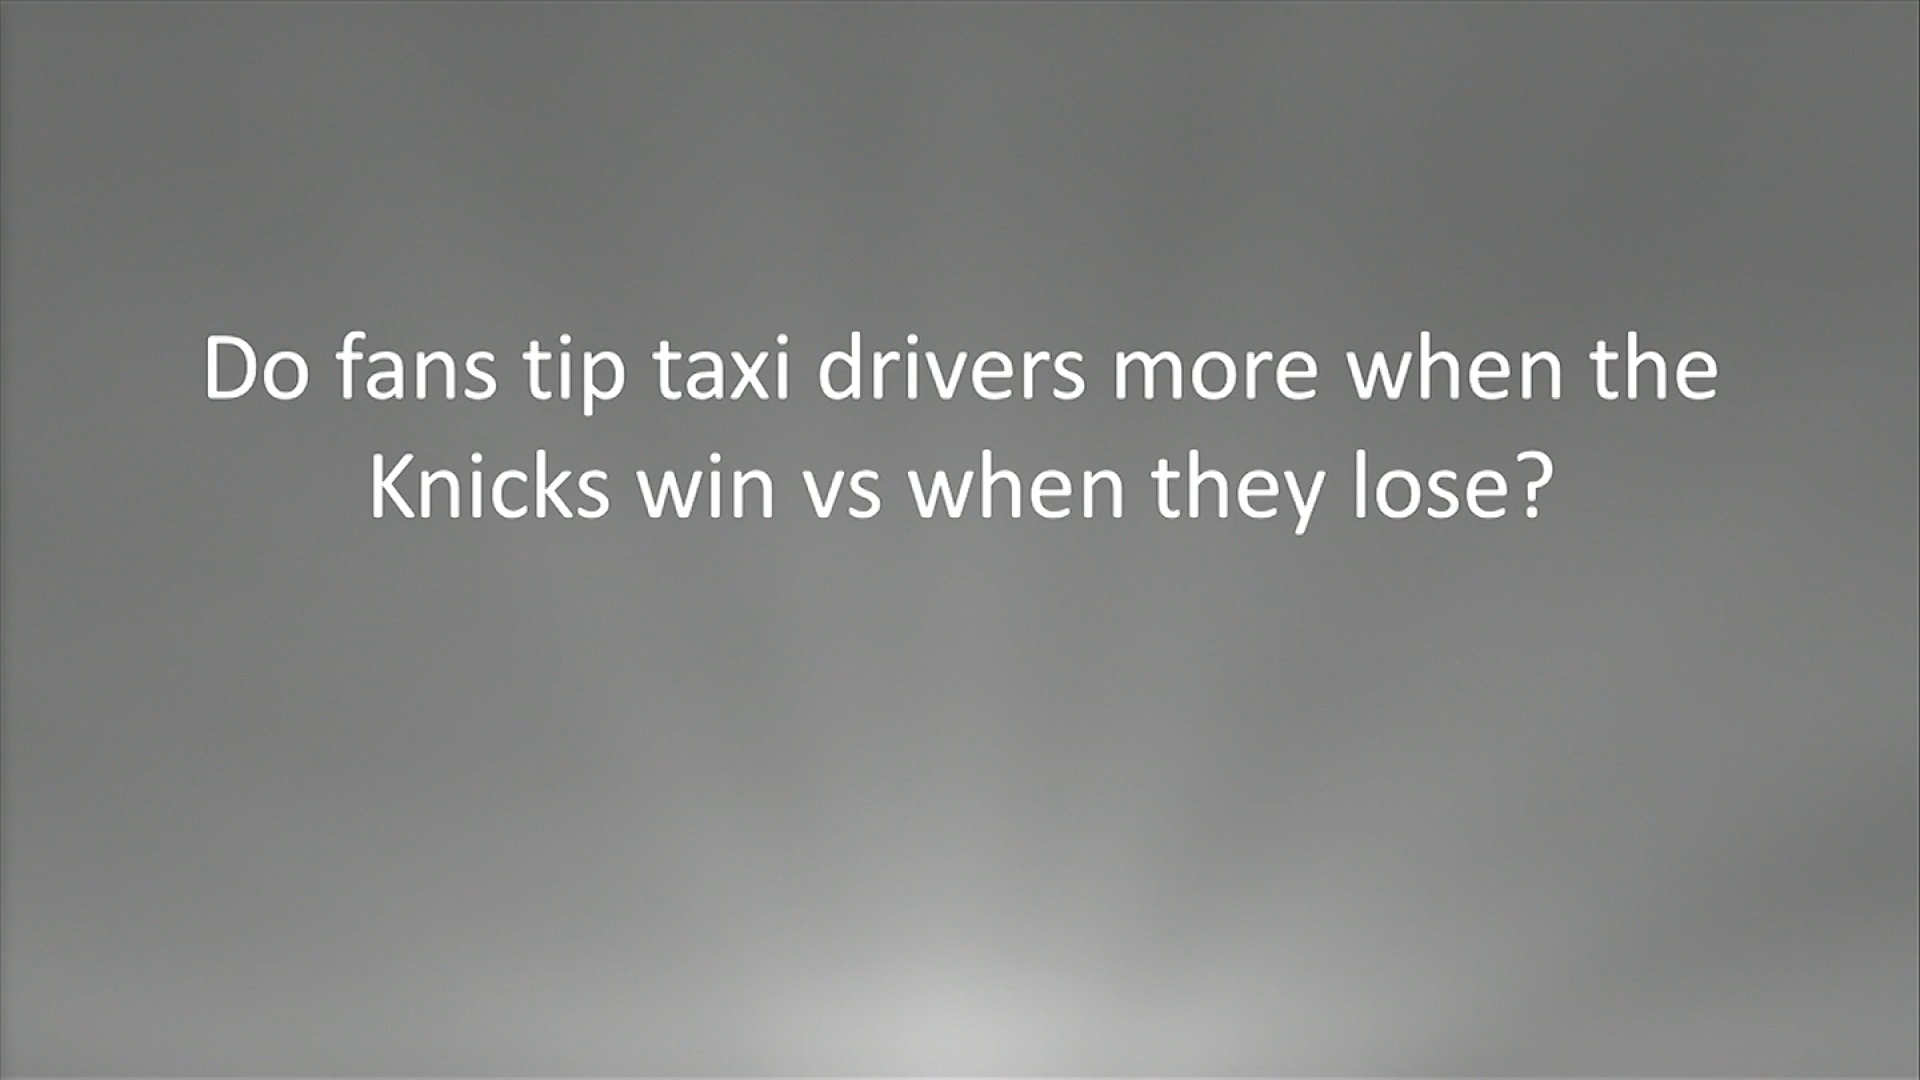 Do fans tip taxi drivers more when the
Knicks win vs when they lose?